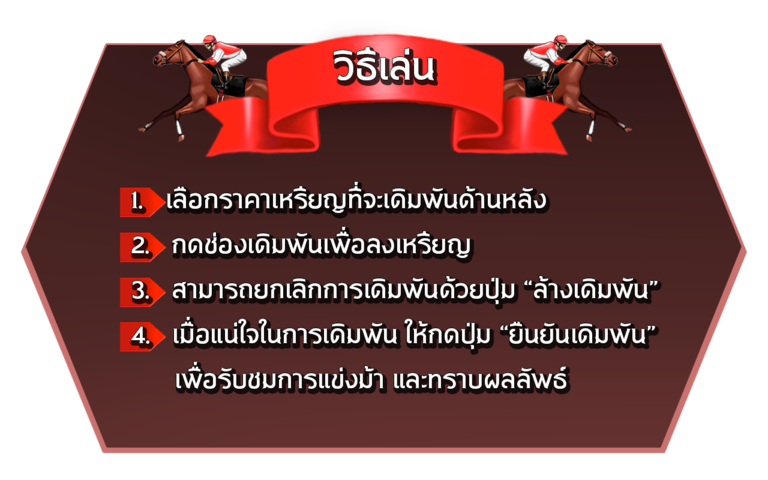 วิธีเล่น
1. เลือกราคาเหรียญที่จะเดิมพันด้านหลัง
2. กดช่องเดิมพันเพื่อลงเหรียญ
3. สามารถยกเลิกการเดิมพันด้วยปุ่ม “ล้างเดิมพัน”
4. เมื่อแน่ใจในการเดิมพัน ให้กดปุ่ม “ยืนยันเดิมพัน”
เพื่อรับชมการแข่งม้า และทราบผลลัพธ์